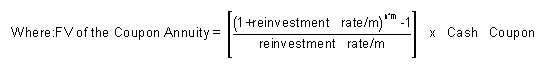 Where:FV of the Coupon Annuity = [ (1+reinvestment rate/m)^n*m -1 / reinvestment rate/m ] x Cash Coupon